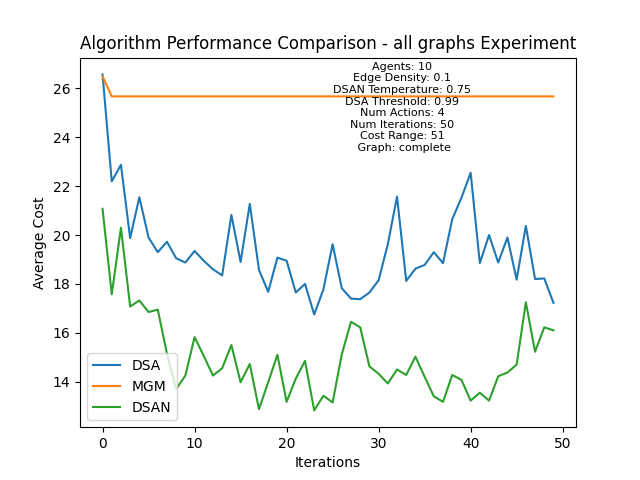 Algorithm Performance Comparison - all graphs Experiment
Agents: 10
Edge Density: 0.1
DSAN Temperature: 0.75
DSA Threshold: 0.99
Num Actions: 4
Num Iterations: 50
Cost Range: 51
Graph: complete
Average Cost
26
24
22
20
18
16
14
DSA
MGM
DSAN
0
10
20
30
40
50
Iterations